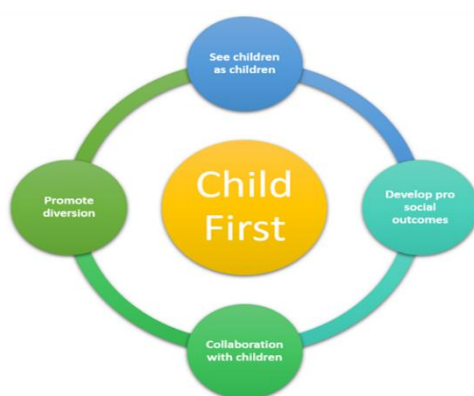 See children
as children
Promote
diversion
Child
First
Develop pro
social
outcomes
Collaboration
with children